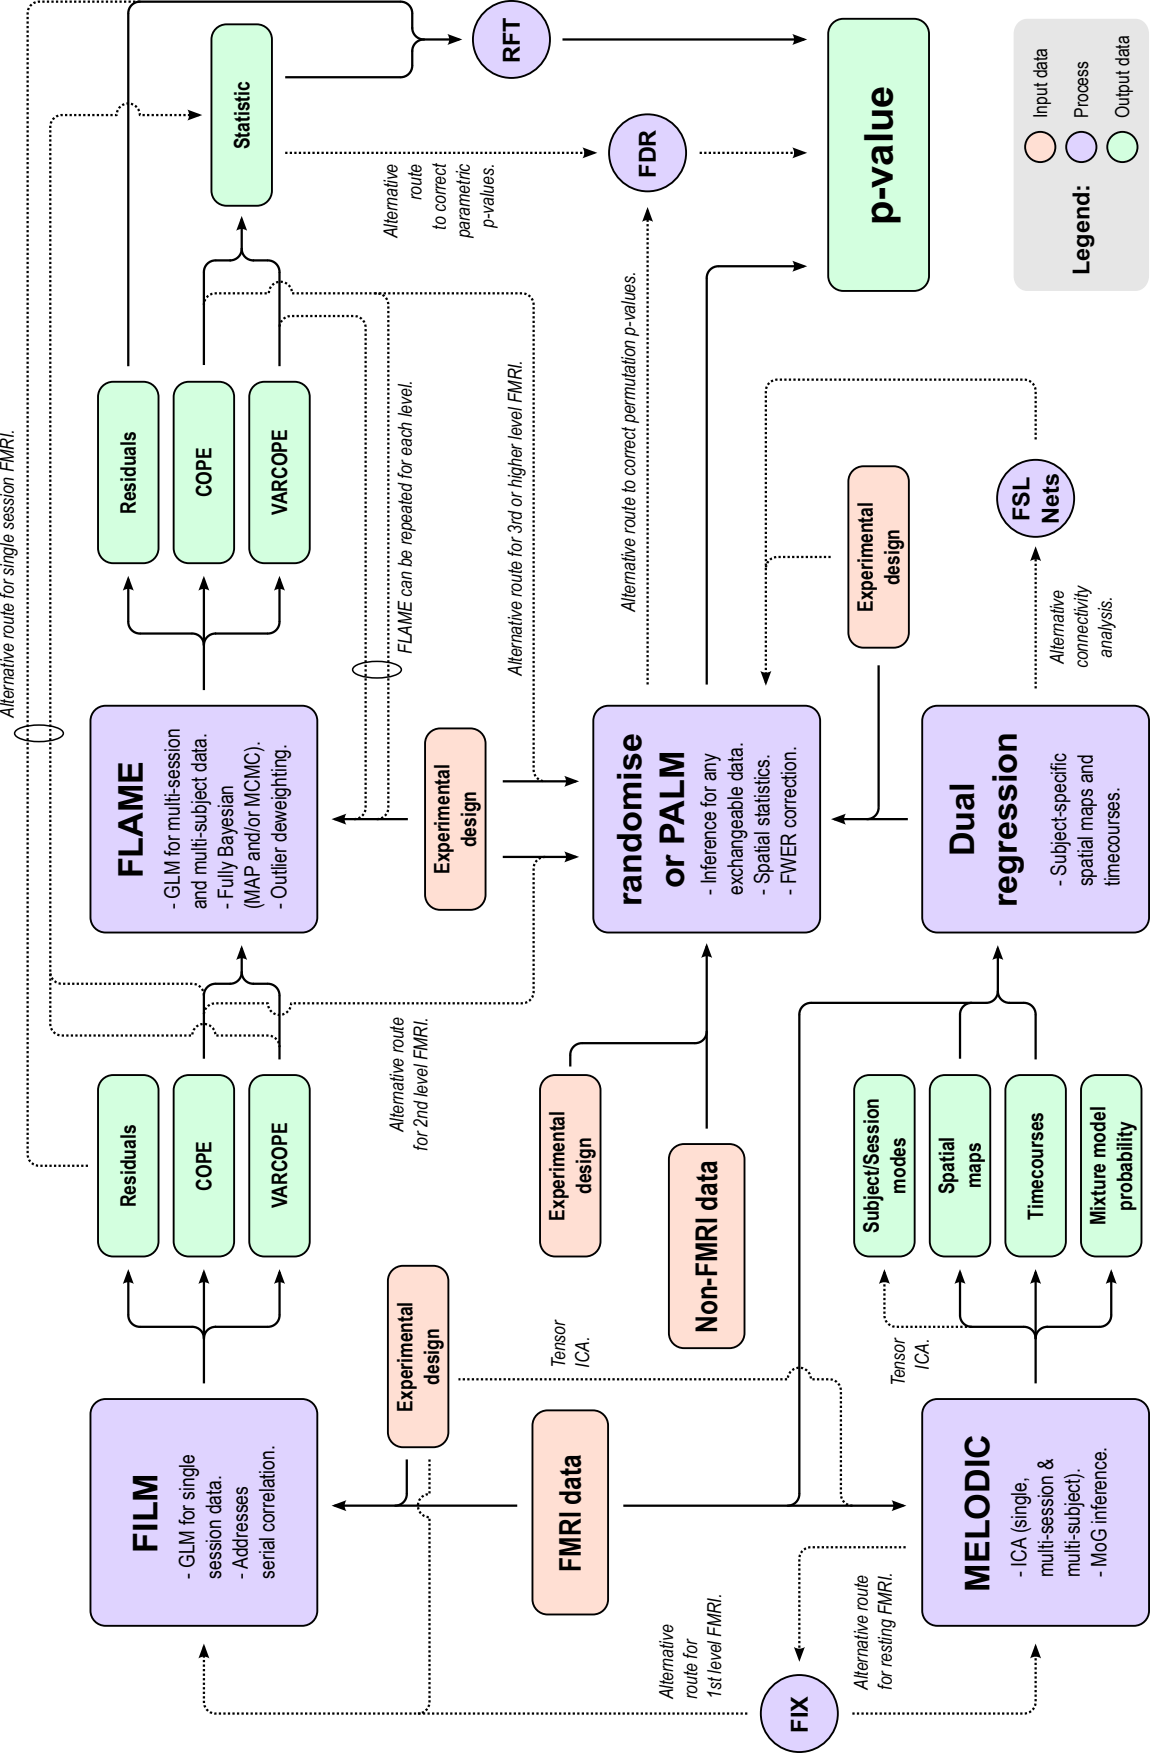 Alternative route for single session FMRI.
FILM
- GLM for single
session data.
- Addresses
serial correlation.
Residuals
COPE
VARCOPE
FLAME
- GLM for multi-session
and multi-subject data.
- Fully Bayesian
(MAP and/or MCMC).
- Outlier deweighting.
Residuals
COPE
VARCOPE
Statistic
RFT
Alternative
route
to correct
parametric
p-values.
FLAME can be repeated for each level.
Alternative route for 3rd or higher level FMRI.
Experimental
design
Experimental
design
Alternative route
for 2nd level FMRI.
FMRI data
Tensor
ICA.
Experimental
design
Non-FMRI data
randomise
or PALM
- Inference for any
exchangeable data.
- Spatial statistics.
- FWER correction.
Alternative route to correct permutation p-values.
FDR
p-value
Experimental
design
Alternative
route for
1st level FMRI.
FIX
Alternative route
for resting FMRI.
MELODIC
- ICA (single,
multi-session &
multi-subject).
- MoG inference.
Tensor
ICA.
Subject/Session
modes
Spatial
maps
Timecourses
Mixture model
probability
Dual
regression
- Subject-specific
spatial maps and
timecourses.
Alternative
connectivity
analysis.
FSL
Nets
Legend:
Input data
Process
Output data